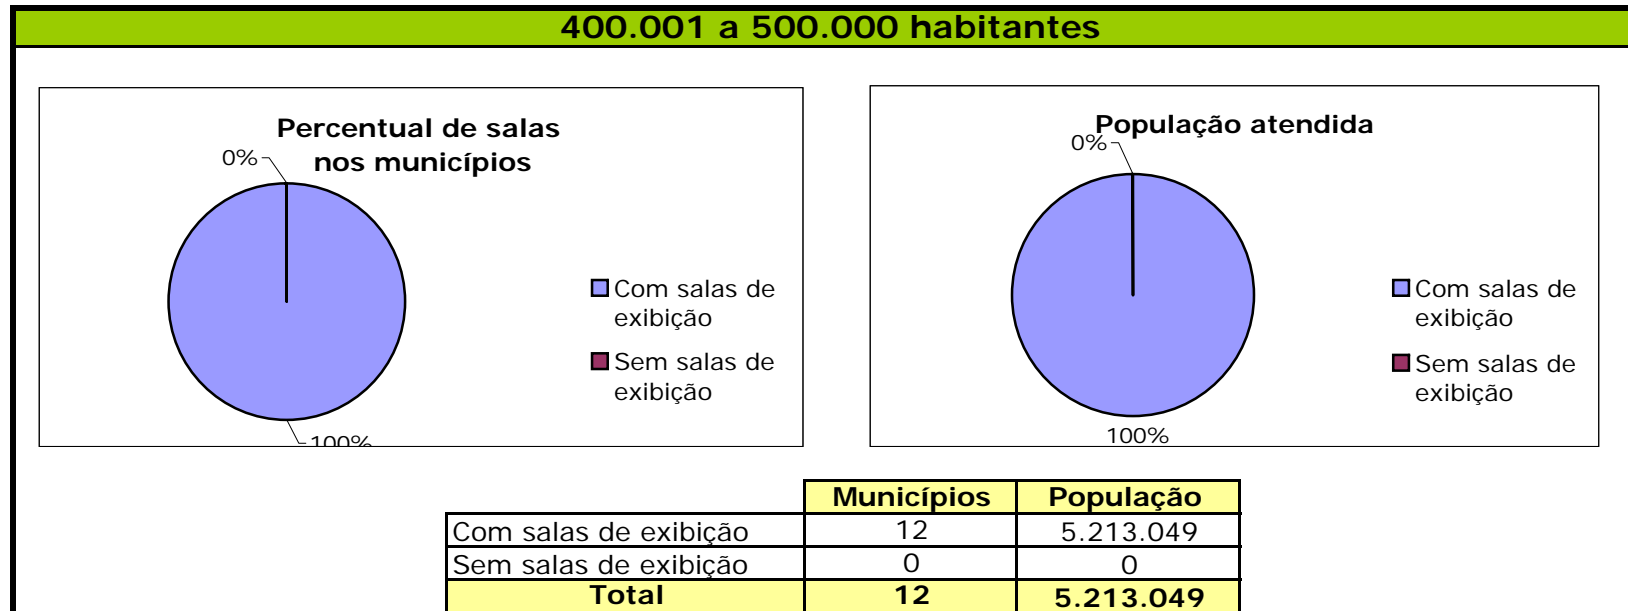 400.001 a 500.000 habitantes
Percentual de salas
nos municípios
0%
100%
Com salas de
exibição
Sem salas de
exibição
População atendida
0%
100%
Com salas de
exibição
Sem salas de
exibição
Municípios População
Com salas de exibição 12 5.213.049
Sem salas de exibição 0 0
Total 12 5.213.049